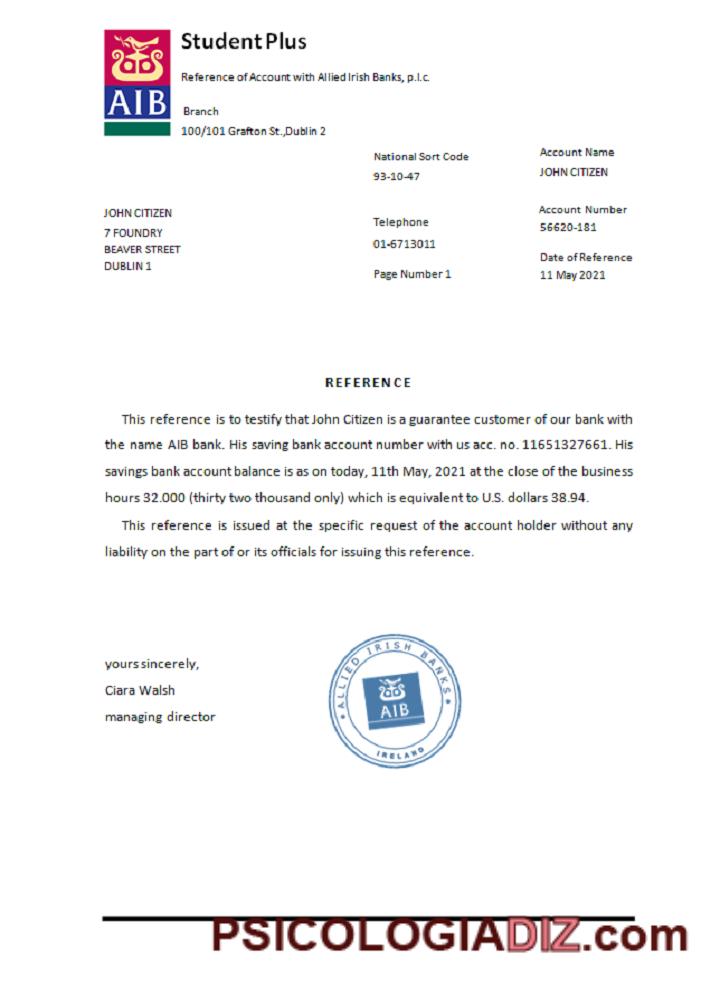 StudentPlus
Reference of Account with Allied Irish Banks, p.l.c.
AIB
Branch
100/101 Grafton St.,Dublin 2
National Sort Code
93-10-47
Account Name
JOHN CITIZEN
JOHN CITIZEN
7 FOUNDRY
BEAVER STREET
DUBLIN 1
Telephone
01-6713011
Page Number 1
Account Number
56620-181
Date of Reference
11 May 2021
REFERENCE
This reference is to testify that John Citizen is a guarantee customer of our bank with
the name AIB bank. His saving bank account number with us acc. no. 11651327661. His
savings bank account balance is as on today, 11th May, 2021 at the close of the business
hours 32.000 (thirty two thousand only) which is equivalent to U.S. dollars 38.94.
This reference is issued at the specific request of the account holder without any
liability on the part of or its officials for issuing this reference.
yours sincerely,
Ciara Walsh
managing director
ALLIED IRISH BANKS
AIB
IRELAND
PSICOLOGIADIZ.com